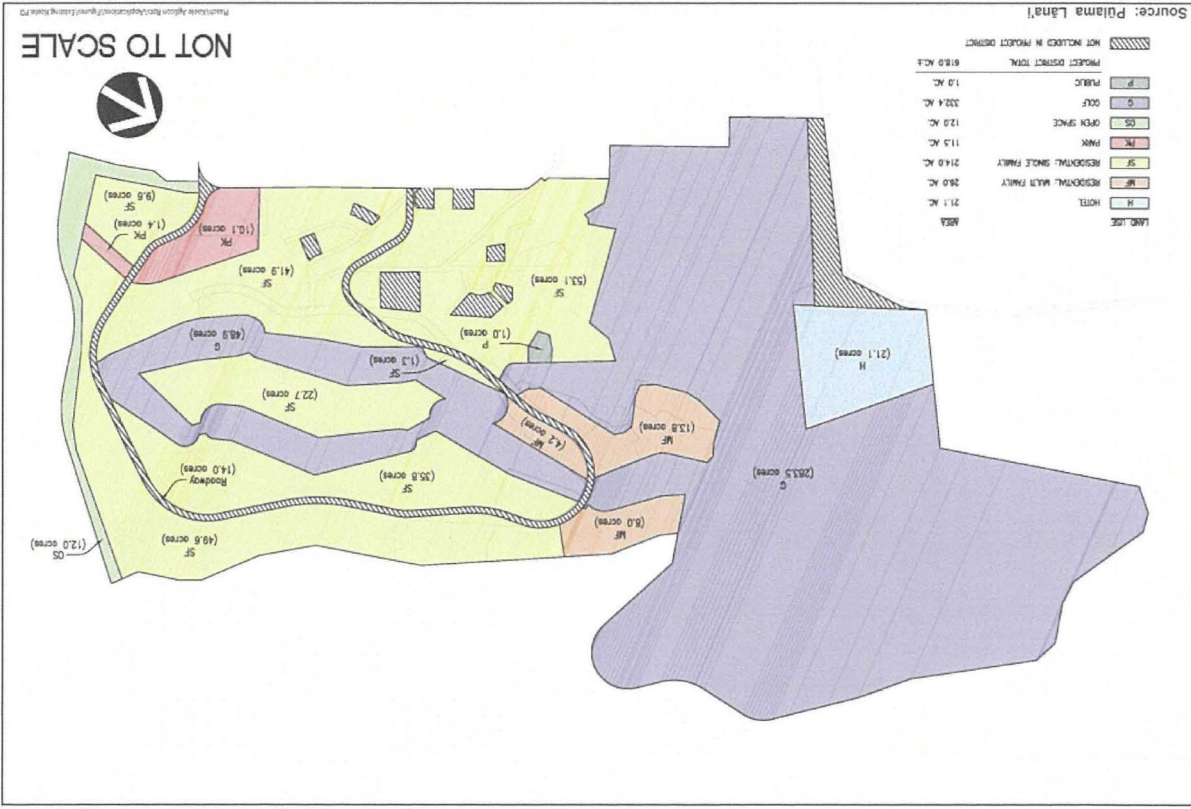 SF
(49.6 acres)
OS
(12.0 acres)
MF
(8.0 acres)
G
(283.5 acres)
SF
(35.8 acres)
Roadway
(14.0 acres)
MF
(13.8 acres)
MF
(4.2 acres)
SF
(22.7 acres)
H
(21.1 acres)
SF
(1.3 acres)
G
(48.9 acres)
P
(1.0 acres)
SF
(53.1 acres)
SF
(41.9 acres)
PK
(10.1 acres)
PK
(1.4 acres)
SF
(9.6 acres)
LAND USE AREA
H HOTEL 21.1 AC.
MF RESIDENTIAL: MULTI FAMILY 26.0 AC.
SF RESIDENTIAL: SINGLE FAMILY 214.0 AC.
PK PARK 11.5 AC.
OS OPEN SPACE 12.0 AC.
G GOLF 332.4 AC.
P PUBLIC 1.0 AC.
PROJECT DISTRICT TOTAL 618.0 AC.±
NOT INCLUDED IN PROJECT DISTRICT
NOT TO SCALE
Source: Pūlama Lāna'i